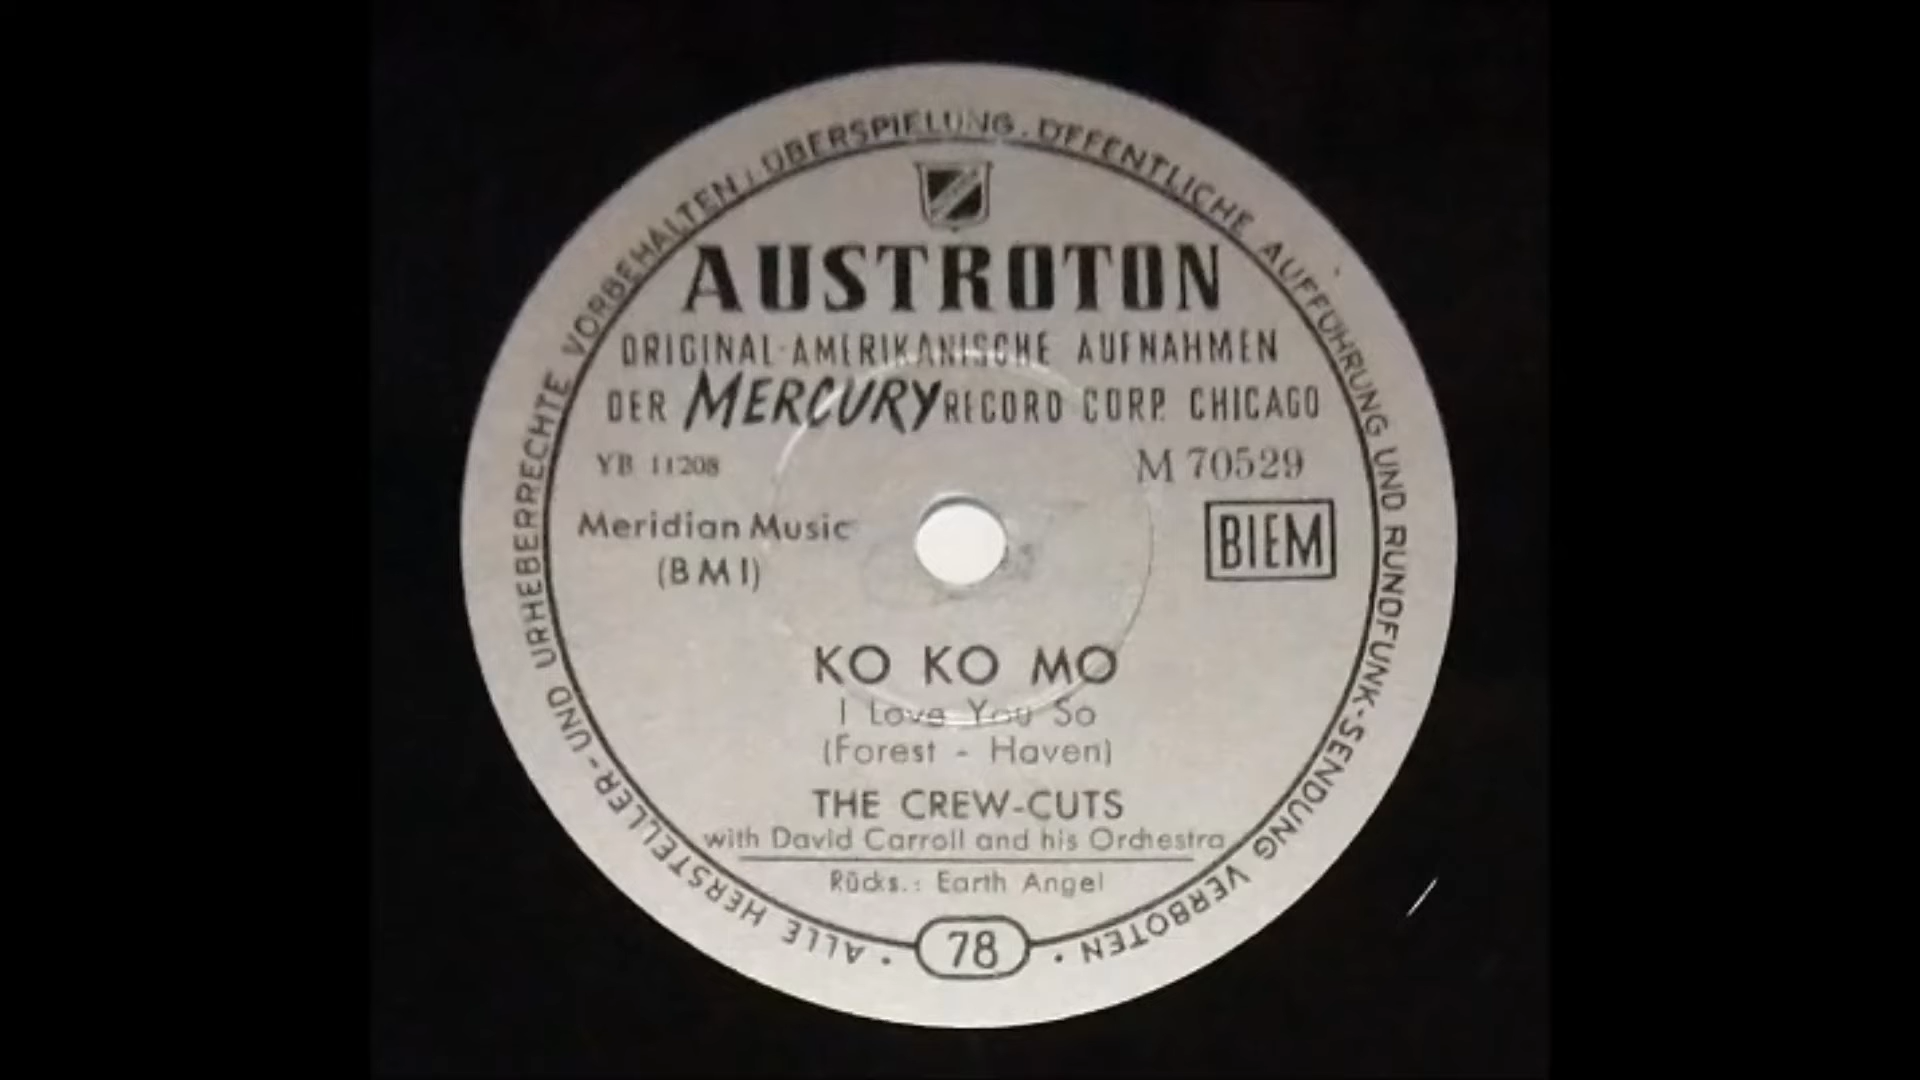 ALLE HERSTELLER- UND URHEBERRECHTE VORBEHALTEN, ÜBERSPIELUNG, ÖFFENTLICHE AUFFÜHRUNG UND RUNDFUNK-SENDUNG VERBOTEN
AUSTROTON
ORIGINAL-AMERIKANISCHE AUFNAHMEN
DER MERCURY RECORD CORP. CHICAGO
YB 11208
M 70529
Meridian Music
(BMI)
BIEM
KO KO MO
I Love You So
(Forest - Haven)
THE CREW-CUTS
with David Carroll and his Orchestra
Rücks.: Earth Angel
78